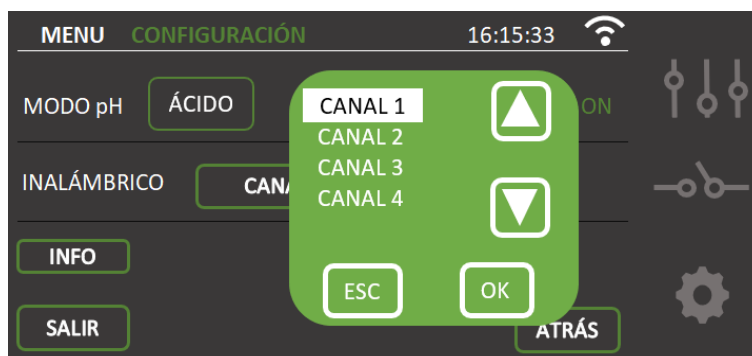 MENU CONFIGURACIÓN 16:15:33
MODO pH ÁCIDO ON
INALÁMBRICO
CANAL 1
CANAL 2
CANAL 3
CANAL 4
ESC OK
INFO
SALIR ATRÁS